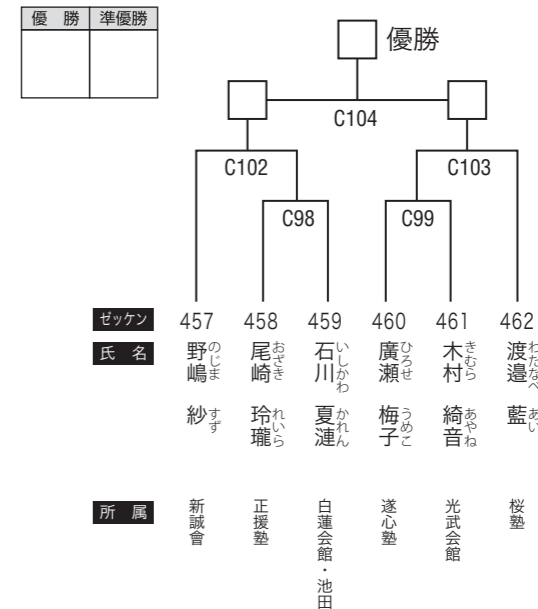 優 勝 準優勝
優勝
C104
C102 C103
C98 C99
ゼッケン 457 458 459 460 461 462
氏 名
野嶋 紗 のじま すず
尾崎 玲瓏 おざき れいら
石川 夏漣 いしかわ かれん
廣瀬 梅子 ひろせ うめこ
木村 綺音 きむら あやね
渡邉 藍 わたなべ あい
所 属
新誠會
正援塾
白蓮会館・池田
遂心塾
光武会館
桜塾